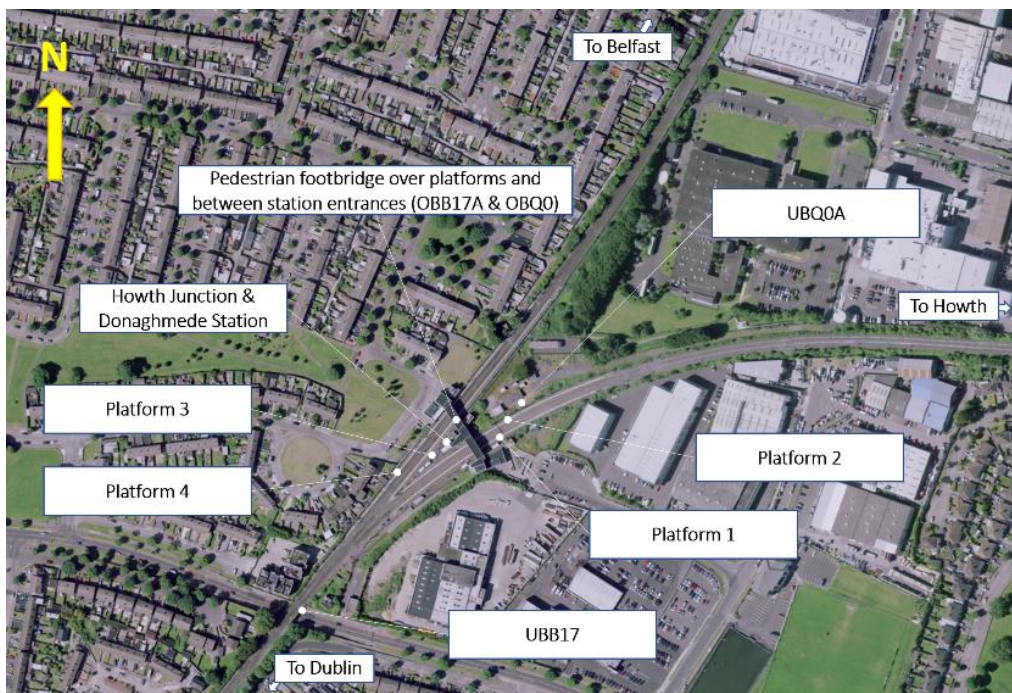 To Belfast
N
Pedestrian footbridge over platforms and
between station entrances (OBB17A & OBQ0)
UBQ0A
Howth Junction &
Donaghmede Station
To Howth
Platform 3
Platform 2
Platform 4
Platform 1
UBB17
To Dublin